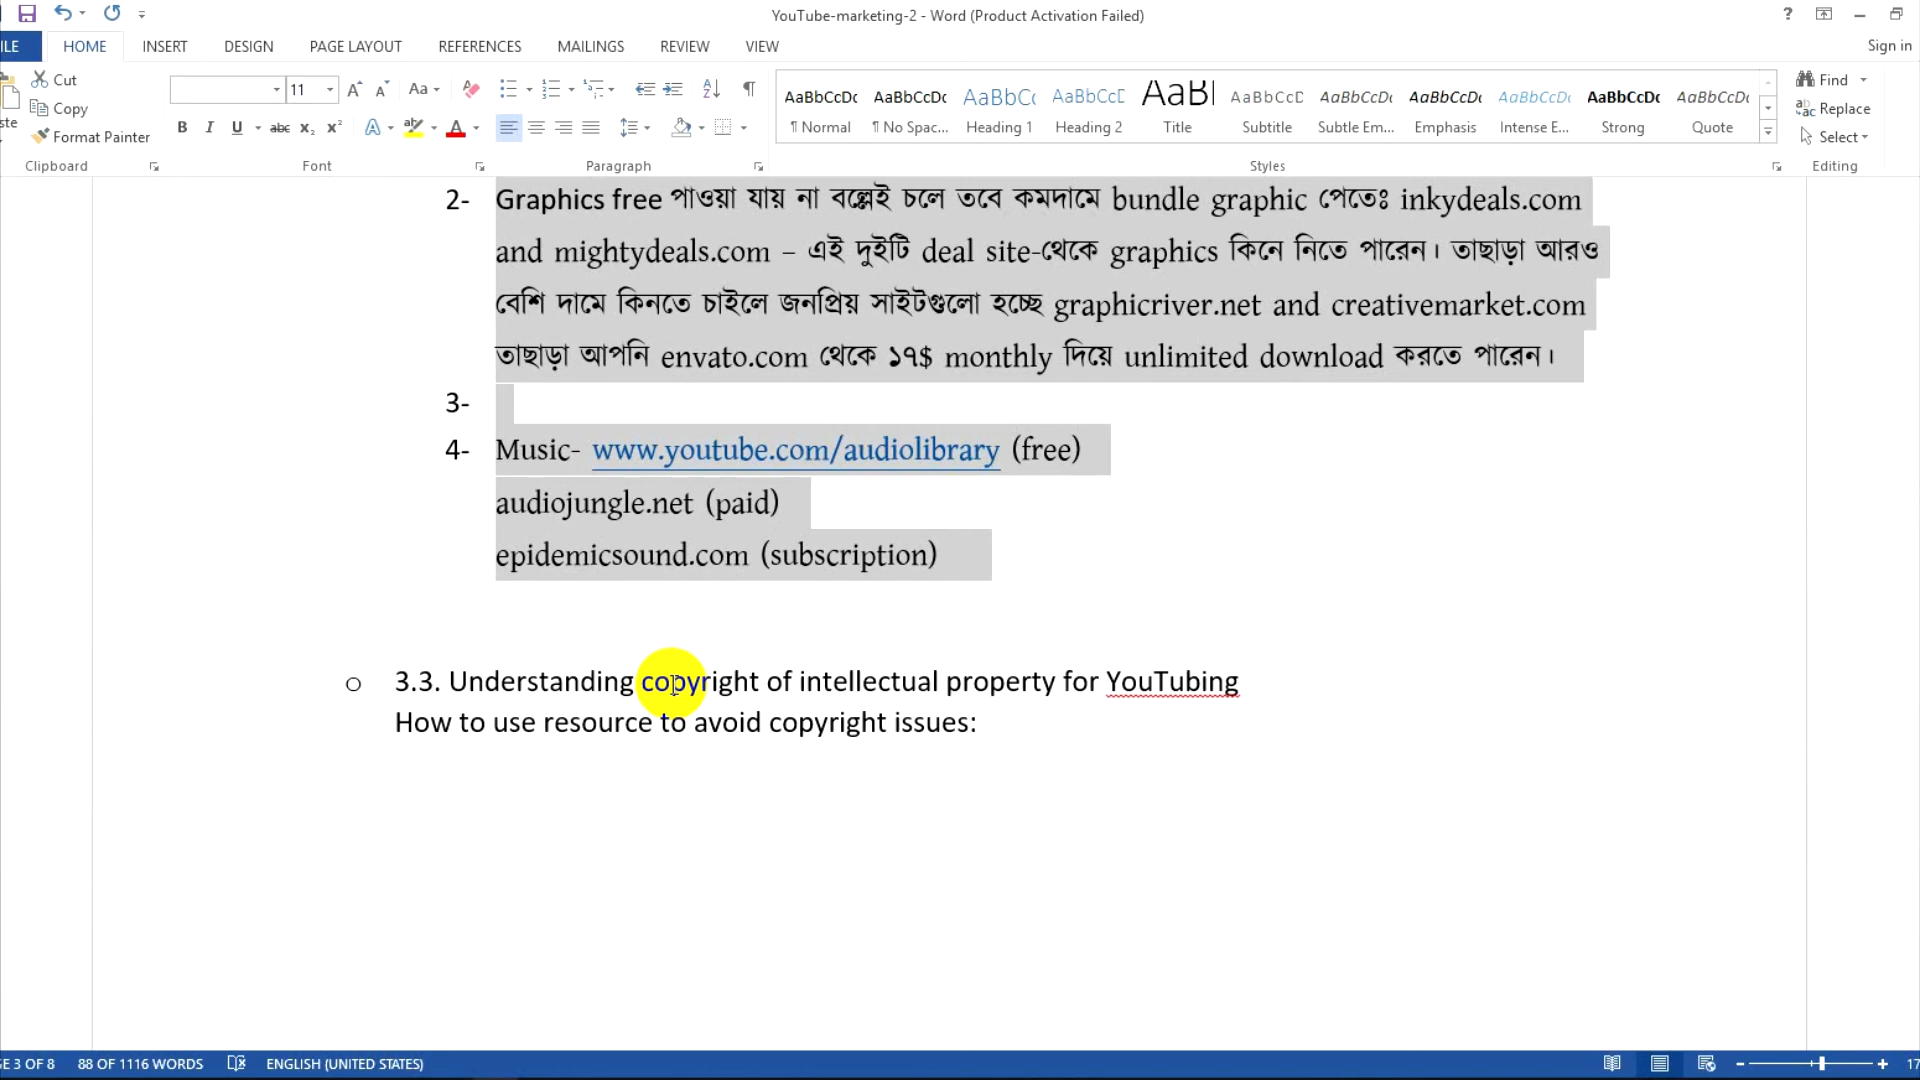 YouTube-marketing-2 - Word (Product Activation Failed)
HOME INSERT DESIGN PAGE LAYOUT REFERENCES MAILINGS REVIEW VIEW Sign in
Cut
Copy
Format Painter
Clipboard
11
Font
Paragraph
AaBbCcDc AaBbCcDc AaBbCc AaBbCcD AaBl AaBbCcD AaBbCcDc AaBbCcDc AaBbCcDc AaBbCcDc AaBbCcDc
¶ Normal ¶ No Spac... Heading 1 Heading 2 Title Subtitle Subtle Em... Emphasis Intense E... Strong Quote
Styles
Find
Replace
Select
Editing
2- Graphics free পাওয়া যায় না বল্লেই চলে তবে কমদামে bundle graphic পেতেঃ inkydeals.com
and mightydeals.com – এই দুইটি deal site-থেকে graphics কিনে নিতে পারেন। তাছাড়া আরও
বেশি দামে কিনতে চাইলে জনপ্রিয় সাইটগুলো হচ্ছে graphicriver.net and creativemarket.com
তাছাড়া আপনি envato.com থেকে ১৭$ monthly দিয়ে unlimited download করতে পারেন।
3-
4- Music- www.youtube.com/audiolibrary (free)
audiojungle.net (paid)
epidemicsound.com (subscription)
o 3.3. Understanding copyright of intellectual property for YouTubing
How to use resource to avoid copyright issues:
GE 3 OF 8 88 OF 1116 WORDS ENGLISH (UNITED STATES) 17